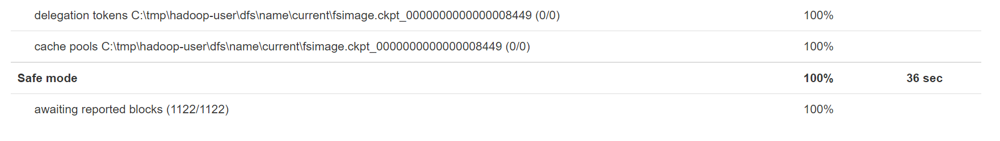 delegation tokens C:\tmp\hadoop-user\dfs\name\current\fsimage.ckpt_0000000000000008449 (0/0) 100%
cache pools C:\tmp\hadoop-user\dfs\name\current\fsimage.ckpt_0000000000000008449 (0/0) 100%
Safe mode 100% 36 sec
awaiting reported blocks (1122/1122) 100%